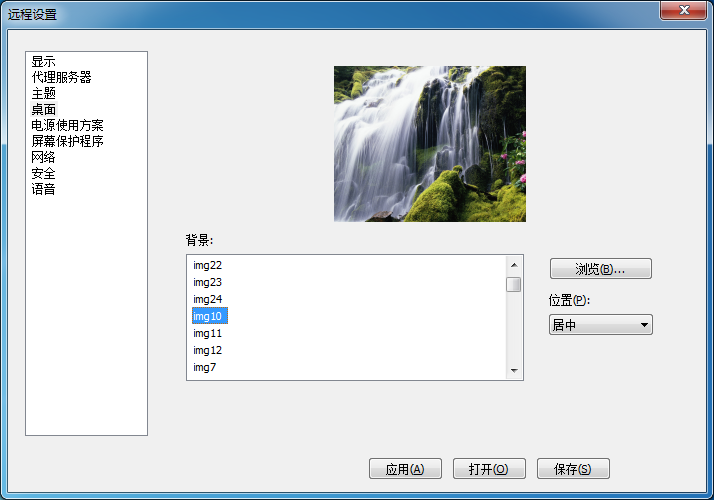 远程设置
显示
代理服务器
主题
桌面
电源使用方案
屏幕保护程序
网络
安全
语音
背景:
img22
img23
img24
img10
img11
img12
img7
浏览(B)...
位置(P):
居中
应用(A)
打开(O)
保存(S)